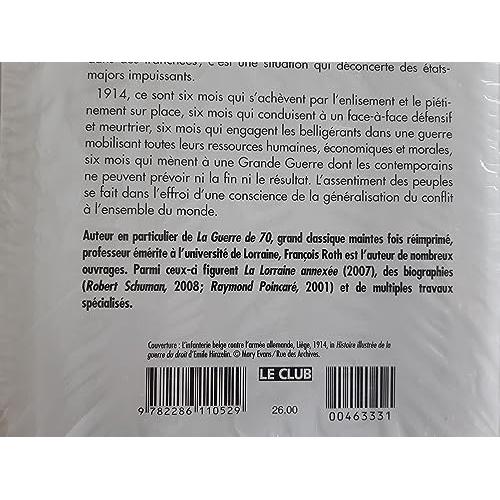 dans des tranchées, c'est une situation qui déconcerte des états-
majors impuissants.
1914, ce sont six mois qui s'achèvent par l'enlisement et le piéti-
nement sur place, six mois qui conduisent à un face-à-face défensif
et meurtrier, six mois qui engagent les belligérants dans une guerre
mobilisant toutes leurs ressources humaines, économiques et morales,
six mois qui mènent à une Grande Guerre dont les contemporains
ne peuvent prévoir ni la fin ni le résultat. L'assentiment des peuples
se fait dans l'effroi d'une conscience de la généralisation du conflit
à l'ensemble du monde.
Auteur en particulier de La Guerre de 70, grand classique maintes fois réimprimé,
professeur émérite à l'université de Lorraine, François Roth est l'auteur de nombreux
ouvrages. Parmi ceux-ci figurent La Lorraine annexée (2007), des biographies
(Robert Schuman, 2008 ; Raymond Poincaré, 2001) et de multiples travaux
spécialisés.
Couverture : L'infanterie belge contre l'armée allemande, Liège, 1914, in Histoire illustrée de la
guerre du droit d'Emile Hinzelin. © Mary Evans/Rue des Archives.
LE CLUB
9 782286 110529
26.00
00463331